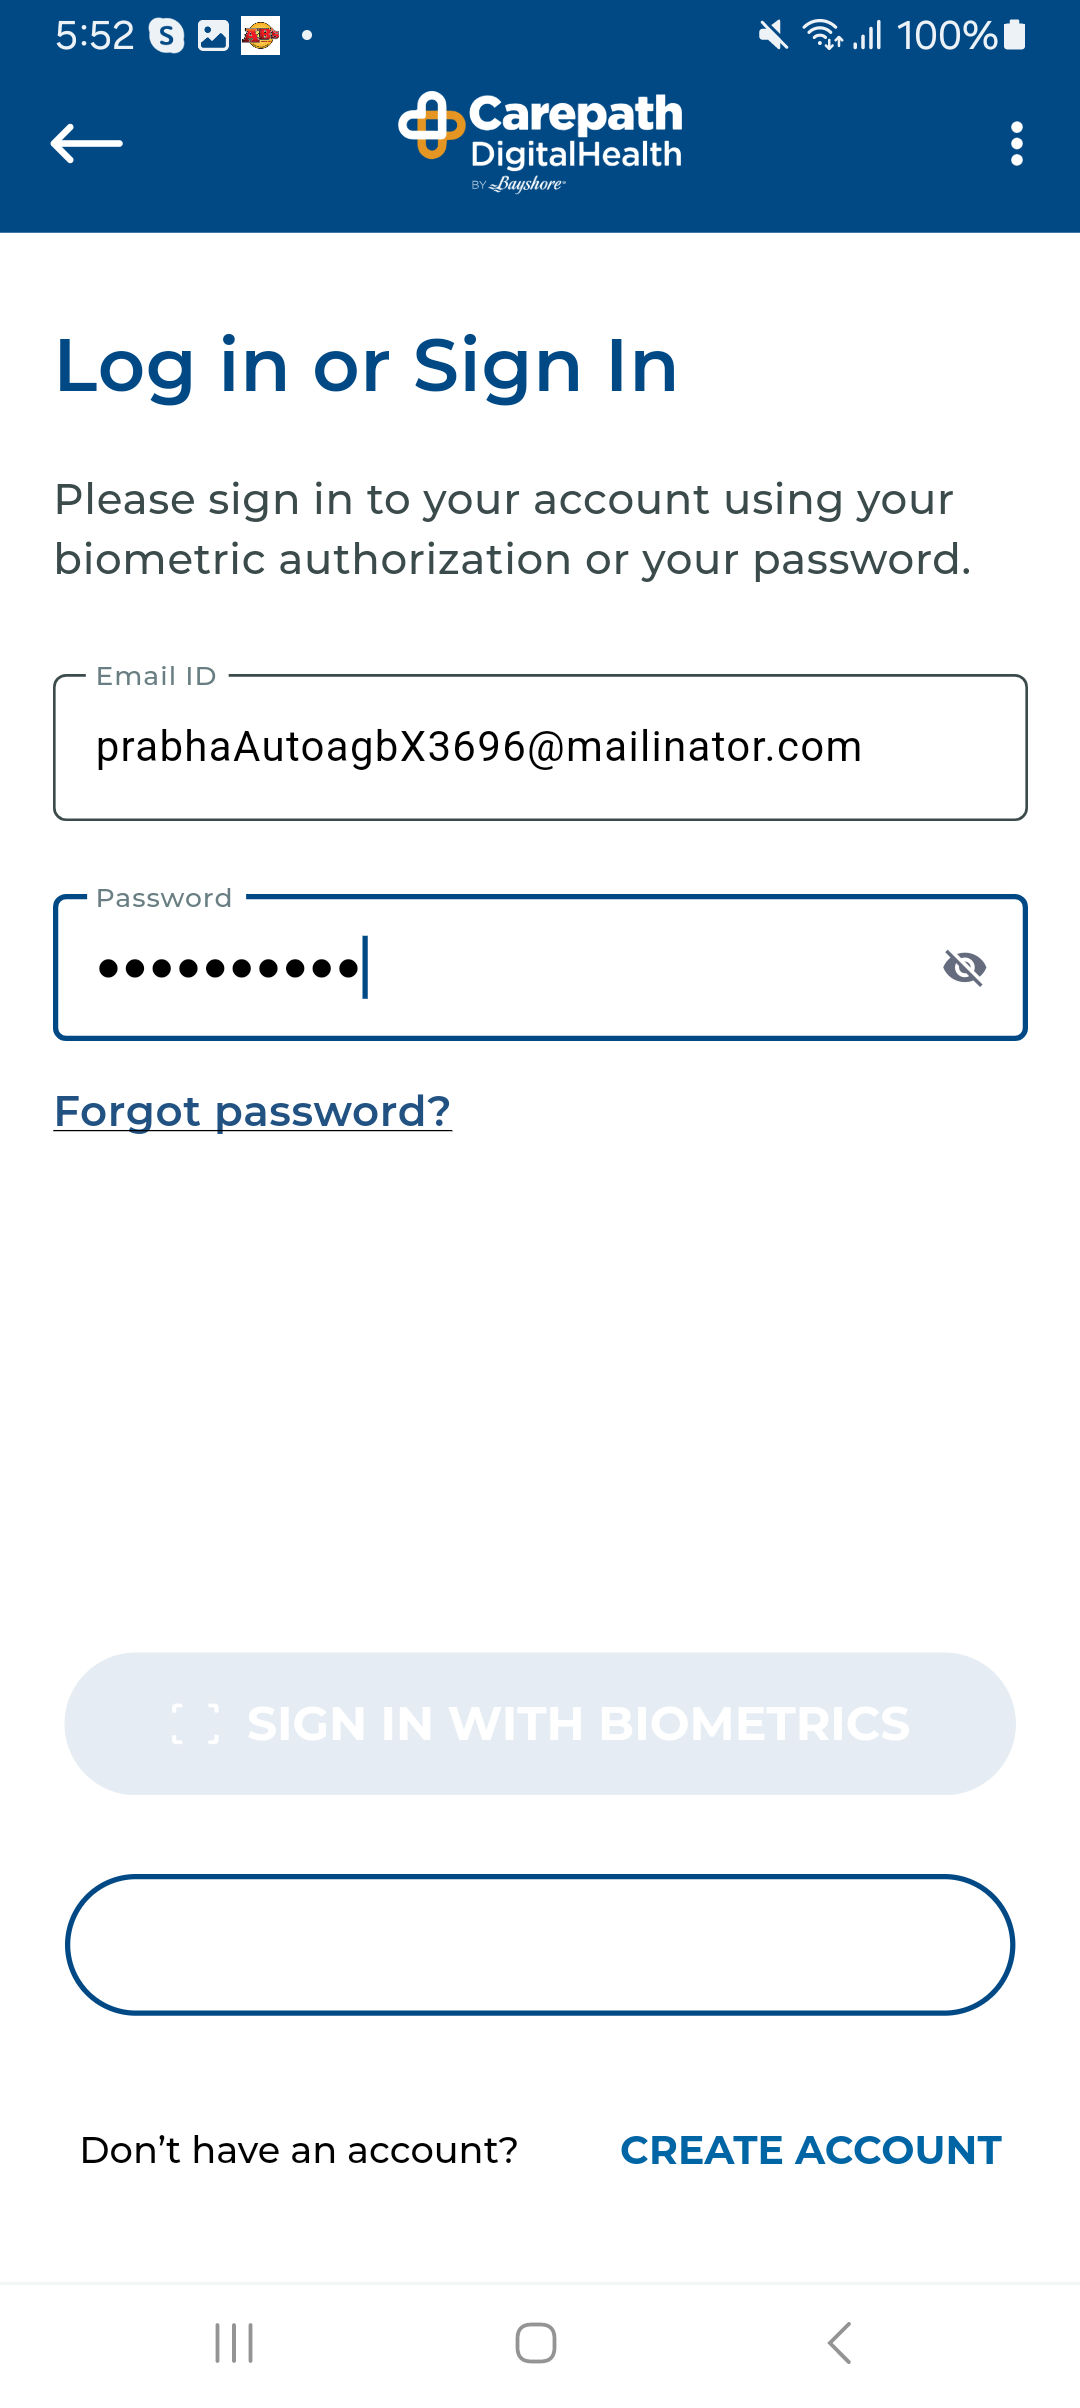 5:52 S ABs 100%
Carepath
DigitalHealth
BY Bayshore
Log in or Sign In
Please sign in to your account using your
biometric authorization or your password.
Email ID
prabhaAutoagbX3696@mailinator.com
Password
Forgot password?
SIGN IN WITH BIOMETRICS
Don’t have an account? CREATE ACCOUNT